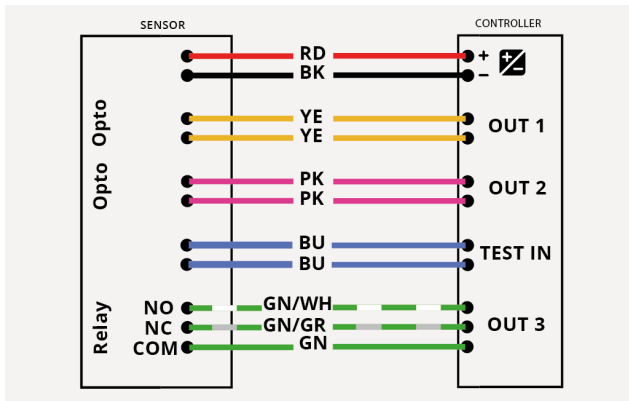 SENSOR
CONTROLLER
RD
+
BK
−
Opto
YE
YE
OUT 1
Opto
PK
PK
OUT 2
BU
BU
TEST IN
Relay
NO
GN/WH
NC
GN/GR
OUT 3
COM
GN